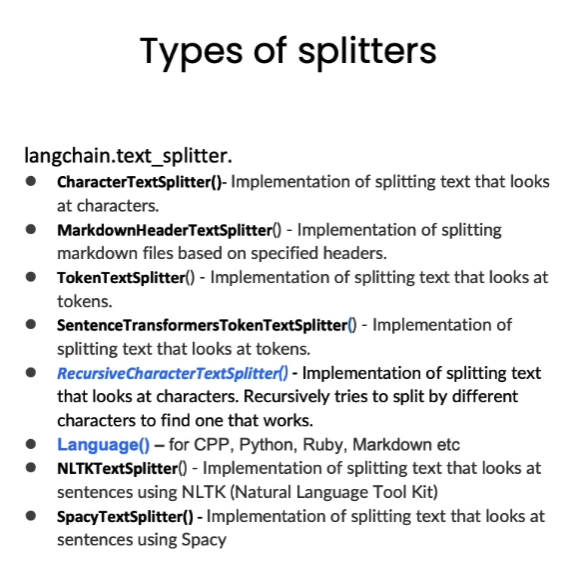 Types of splitters
langchain.text_splitter.
● CharacterTextSplitter()- Implementation of splitting text that looks
at characters.
● MarkdownHeaderTextSplitter() - Implementation of splitting
markdown files based on specified headers.
● TokenTextSplitter() - Implementation of splitting text that looks at
tokens.
● SentenceTransformersTokenTextSplitter() - Implementation of
splitting text that looks at tokens.
● RecursiveCharacterTextSplitter() - Implementation of splitting text
that looks at characters. Recursively tries to split by different
characters to find one that works.
● Language() – for CPP, Python, Ruby, Markdown etc
● NLTKTextSplitter() - Implementation of splitting text that looks at
sentences using NLTK (Natural Language Tool Kit)
● SpacyTextSplitter() - Implementation of splitting text that looks at
sentences using Spacy